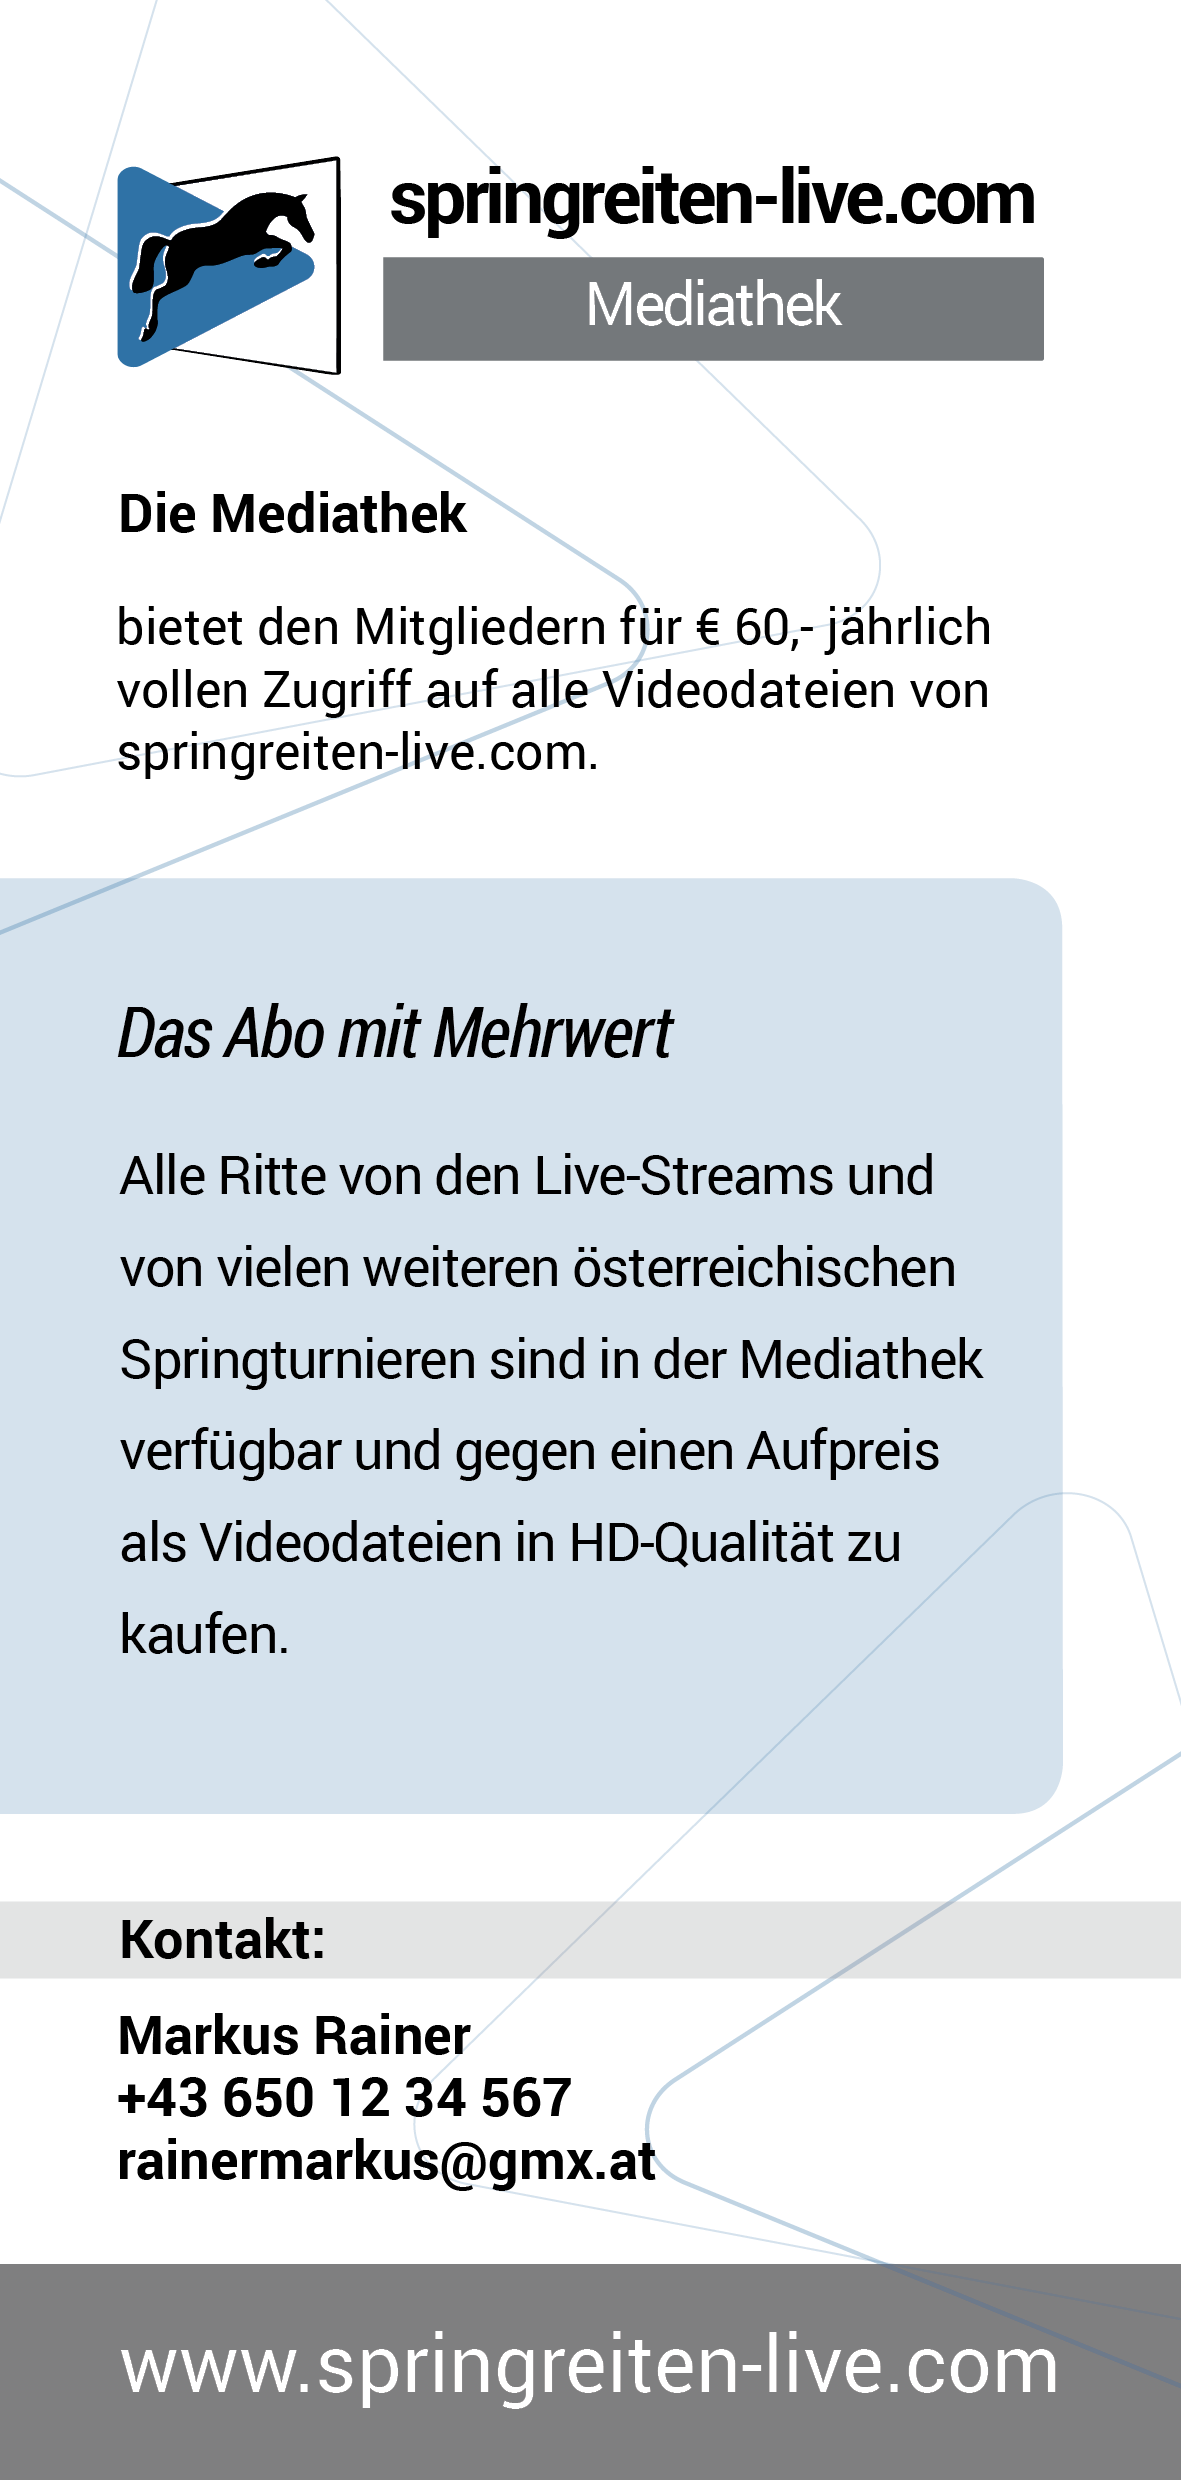 springreiten-live.com
Mediathek
Die Mediathek
bietet den Mitgliedern für € 60,- jährlich
vollen Zugriff auf alle Videodateien von
springreiten-live.com.
Das Abo mit Mehrwert
Alle Ritte von den Live-Streams und
von vielen weiteren österreichischen
Springturnieren sind in der Mediathek
verfügbar und gegen einen Aufpreis
als Videodateien in HD-Qualität zu
kaufen.
Kontakt:
Markus Rainer
+43 650 12 34 567
rainermarkus@gmx.at
www.springreiten-live.com